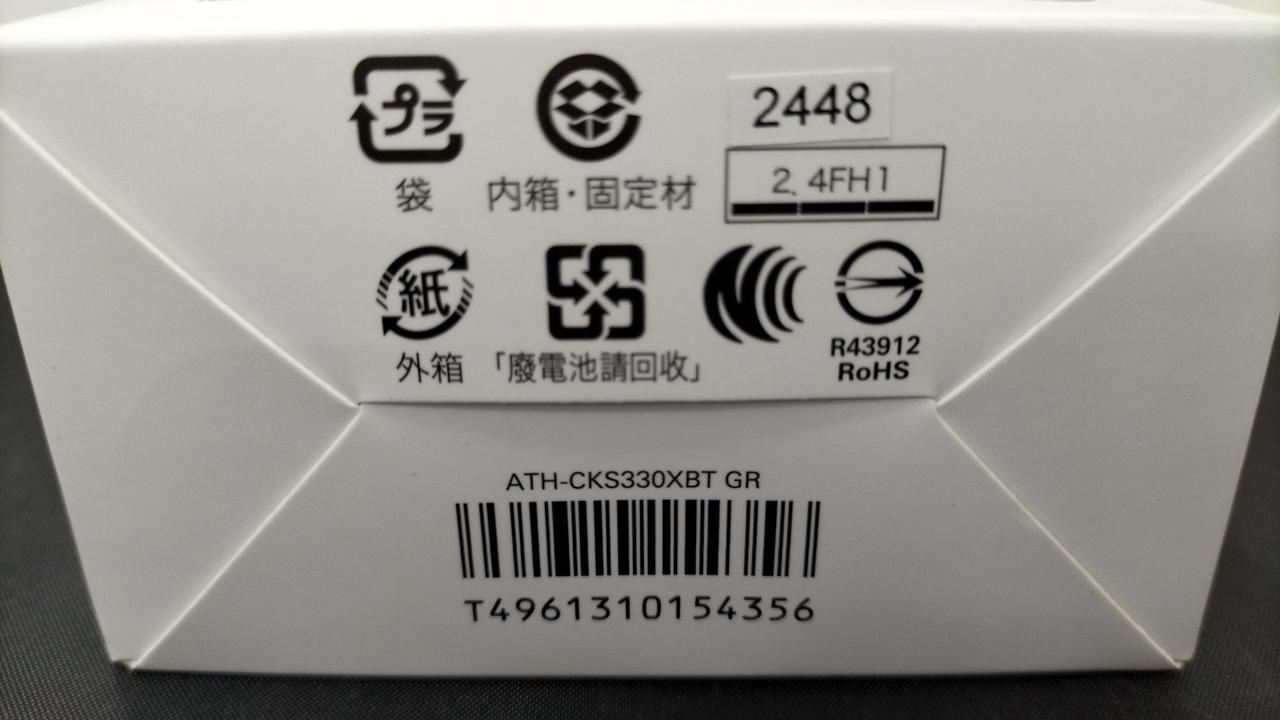 プラ
袋
内箱・固定材
2448
2.4FH1
紙
外箱
「廢電池請回收」
R43912
RoHS
ATH-CKS330XBT GR
T4961310154356